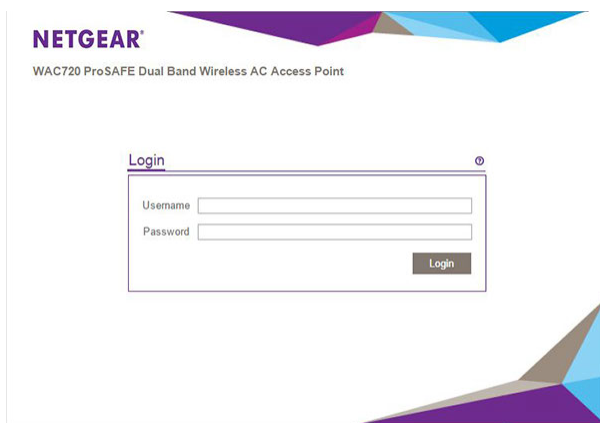 NETGEAR®
WAC720 ProSAFE Dual Band Wireless AC Access Point
Login
?
Username
Password
Login